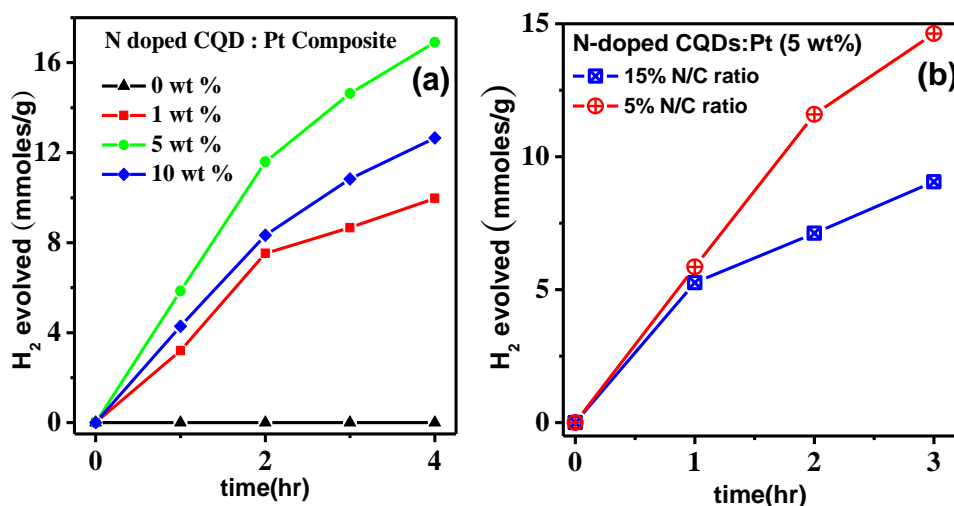 N doped CQD : Pt Composite
(a)
0 wt %
1 wt %
5 wt %
10 wt %
H2 evolved (mmoles/g)
16
12
8
4
0
0 2 4
time(hr)
N-doped CQDs:Pt (5 wt%)
(b)
15% N/C ratio
5% N/C ratio
H2 evolved (mmoles/g)
15
10
5
0
0 1 2 3
time(hr)